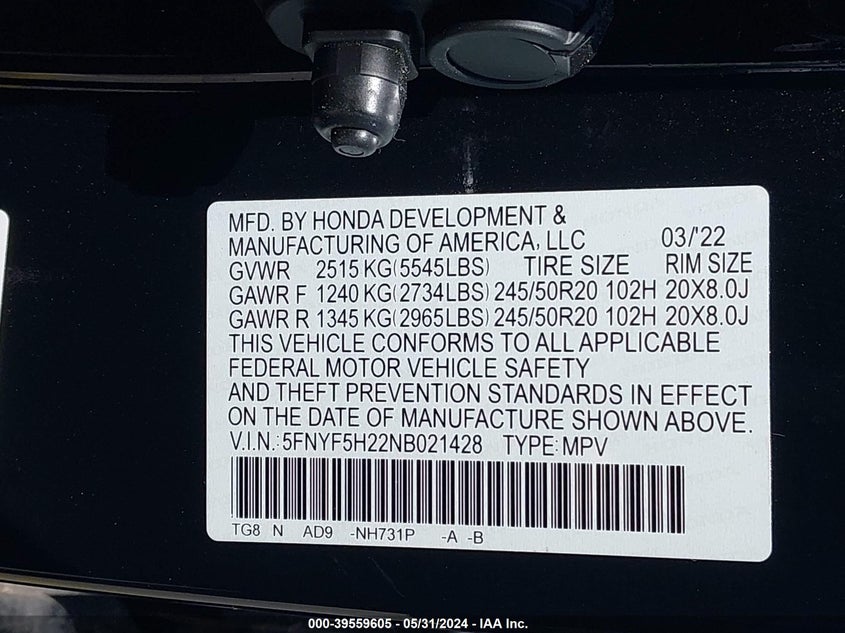 MFD. BY HONDA DEVELOPMENT &
MANUFACTURING OF AMERICA, LLC 03/'22
GVWR 2515 KG(5545LBS) TIRE SIZE RIM SIZE
GAWR F 1240 KG(2734LBS) 245/50R20 102H 20X8.0J
GAWR R 1345 KG(2965LBS) 245/50R20 102H 20X8.0J
THIS VEHICLE CONFORMS TO ALL APPLICABLE
FEDERAL MOTOR VEHICLE SAFETY
AND THEFT PREVENTION STANDARDS IN EFFECT
ON THE DATE OF MANUFACTURE SHOWN ABOVE.
V.I.N.:5FNYF5H22NB021428 TYPE:MPV
TG8 N AD9 -NH731P -A -B
000-39559605 - 05/31/2024 - IAA Inc.